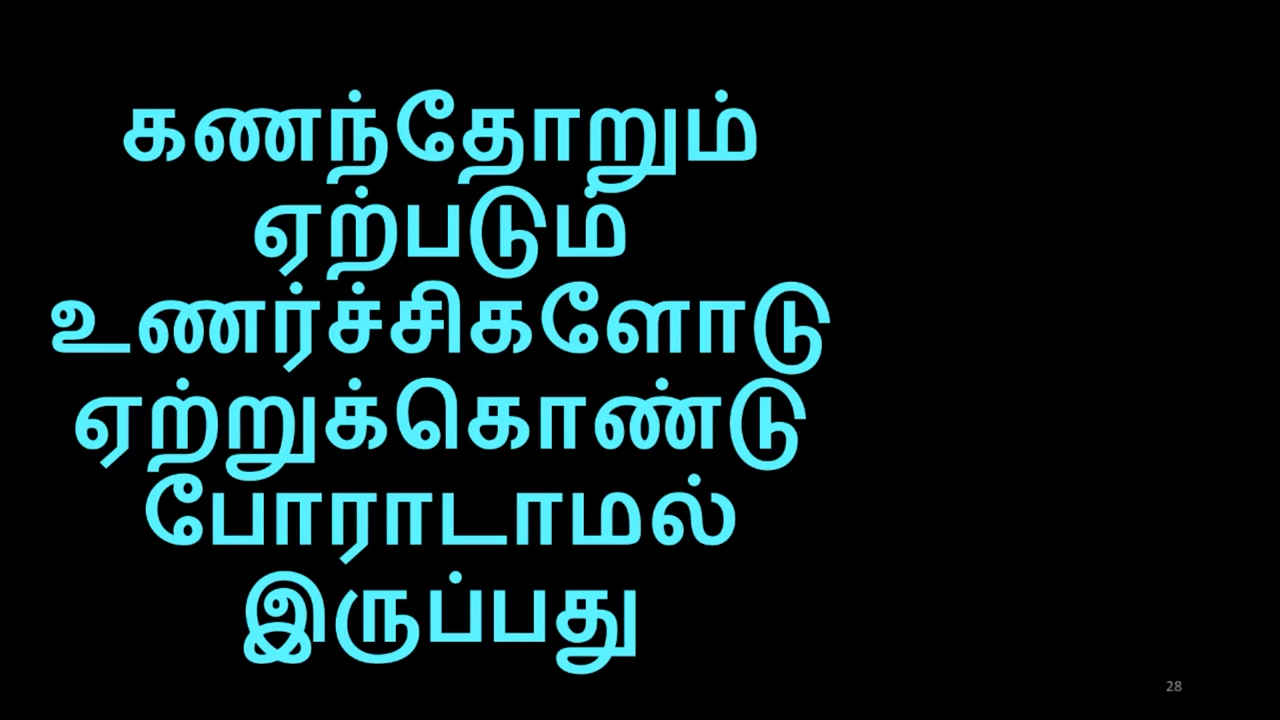 கணந்தோறும்
ஏற்படும்
உணர்ச்சிகளோடு
ஏற்றுக்கொண்டு
போராடாமல்
இருப்பது
28